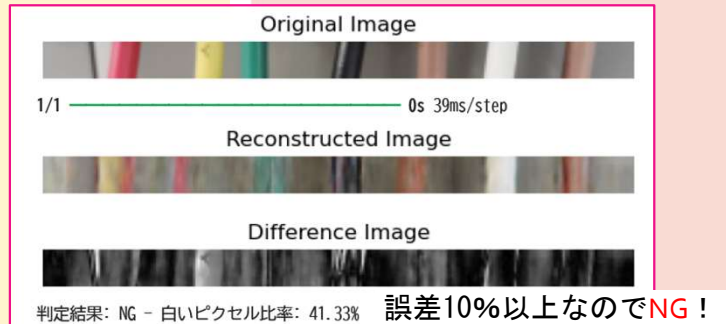 Original Image
1/1 ━━━━━━━━━━━━━━━━━━━━ 0s 39ms/step
Reconstructed Image
Difference Image
判定結果: NG - 白いピクセル比率: 41.33% 誤差10%以上なのでNG！